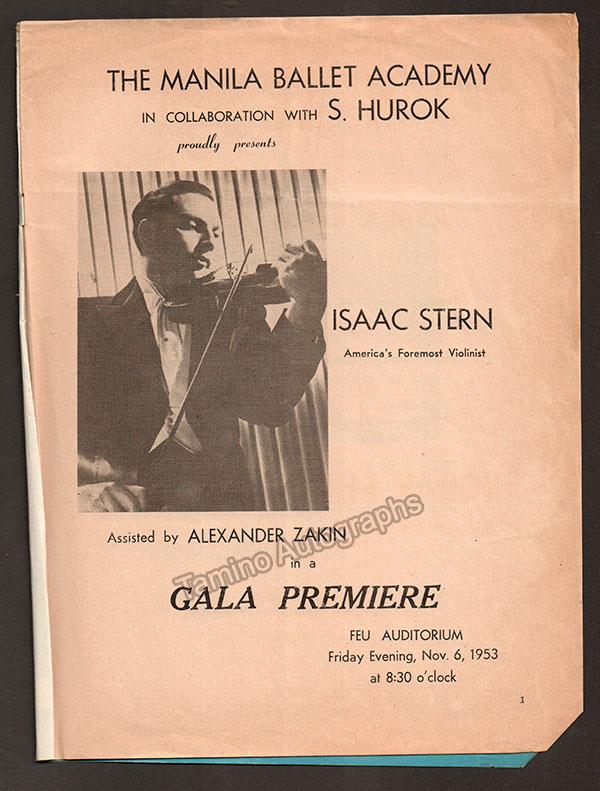 THE MANILA BALLET ACADEMY
IN COLLABORATION WITH S. HUROK
proudly presents
ISAAC STERN
America's Foremost Violinist
Assisted by ALEXANDER ZAKIN
in a
Tamino Autographs
GALA PREMIERE
FEU AUDITORIUM
Friday Evening, Nov. 6, 1953
at 8:30 o'clock
1